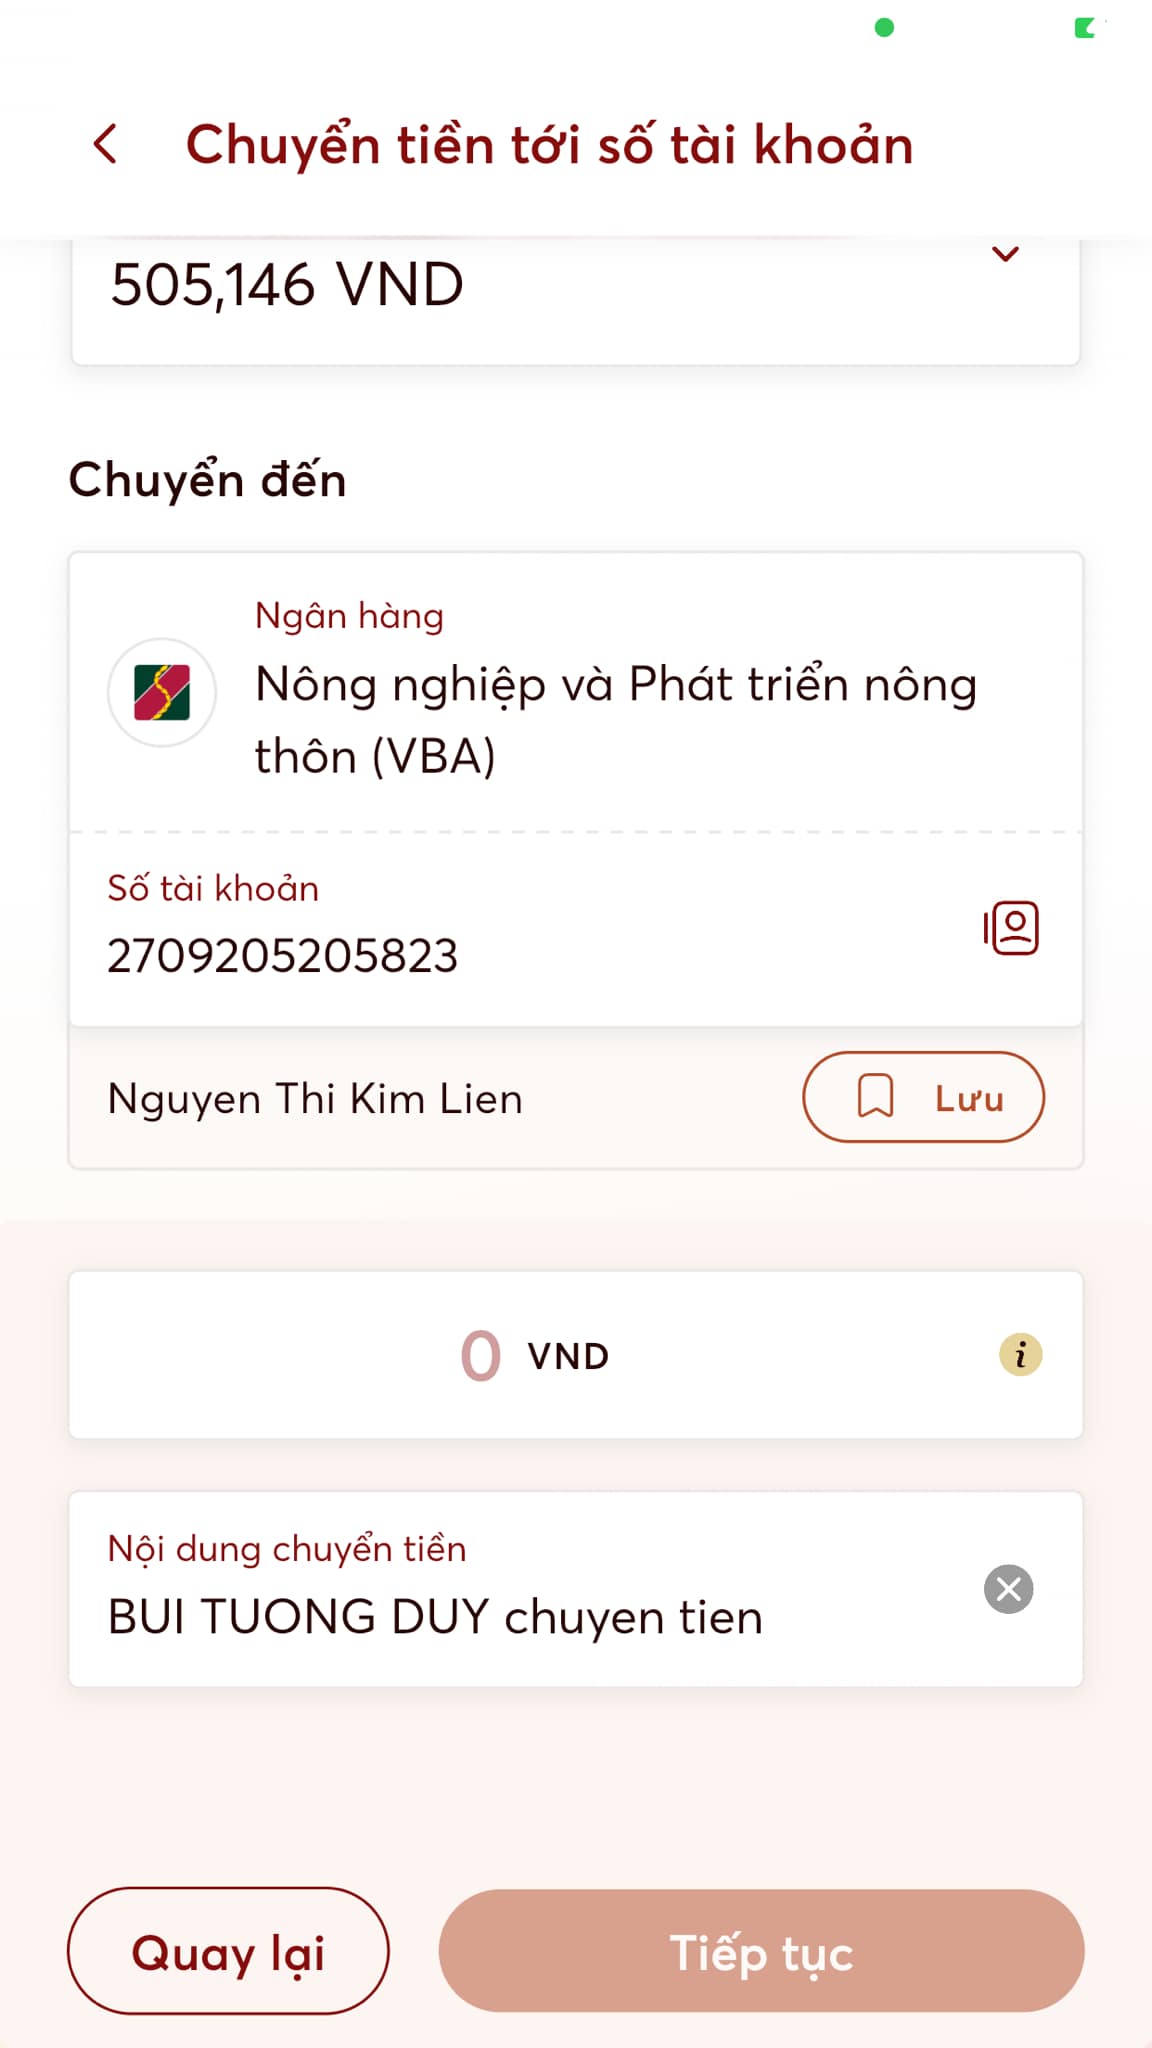 Chuyển tiền tới số tài khoản
505,146 VND
Chuyển đến
Ngân hàng
Nông nghiệp và Phát triển nông
thôn (VBA)
Số tài khoản
2709205205823
Nguyen Thi Kim Lien
Lưu
0 VND
i
Nội dung chuyển tiền
BUI TUONG DUY chuyen tien
Quay lại
Tiếp tục